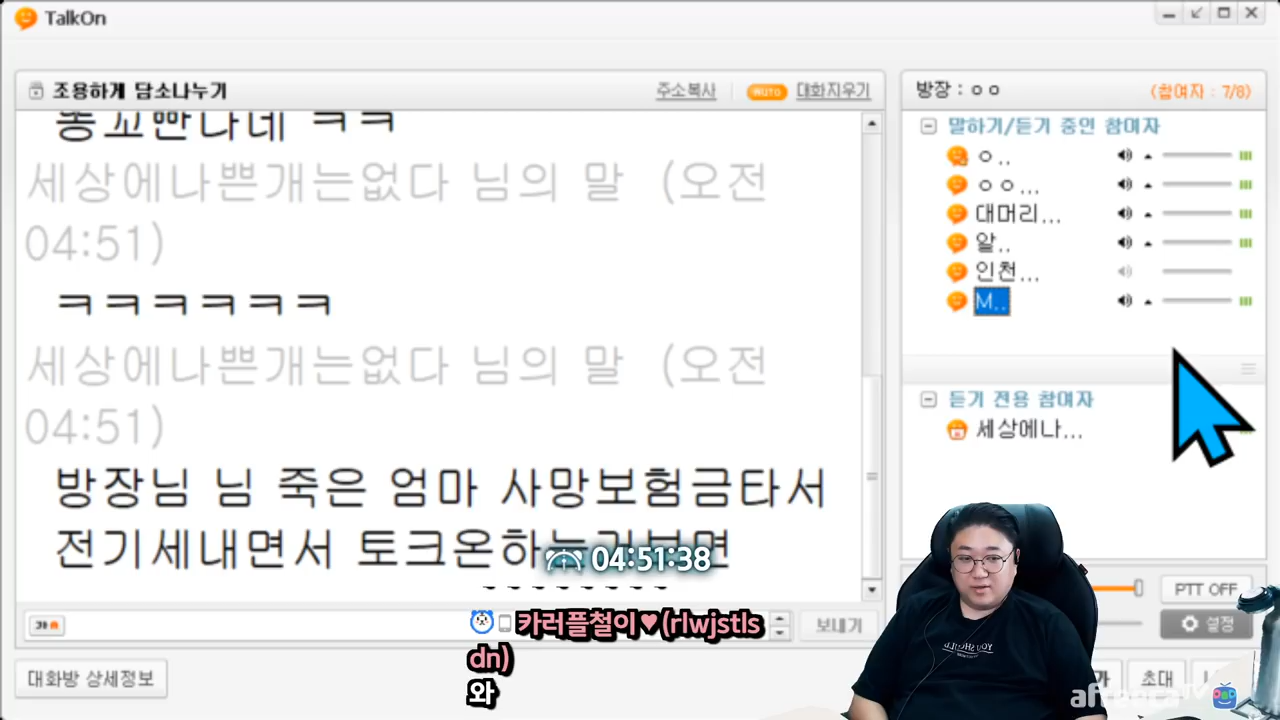 TalkOn
조용하게 담소나누기
주소복사
AUTO
대화지우기
똥꼬빤다네 ㅋㅋ
세상에나쁜개는없다 님의 말 (오전
04:51)
ㅋㅋㅋㅋㅋㅋ
세상에나쁜개는없다 님의 말 (오전
04:51)
방장님 님 죽은 엄마 사망보험금타서
전기세내면서 토크온하는거보면
04:51:38
카러플철이♥(rlwjstls
dn)
와
보내기
대화방 상세정보
방장 : ㅇㅇ
(참여자 : 7/8)
말하기/듣기 중인 참여자
ㅇ..
ㅇㅇ...
대머리...
알..
인천...
M..
듣기 전용 참여자
세상에나...
PTT OFF
설정
초대
afreecaTV